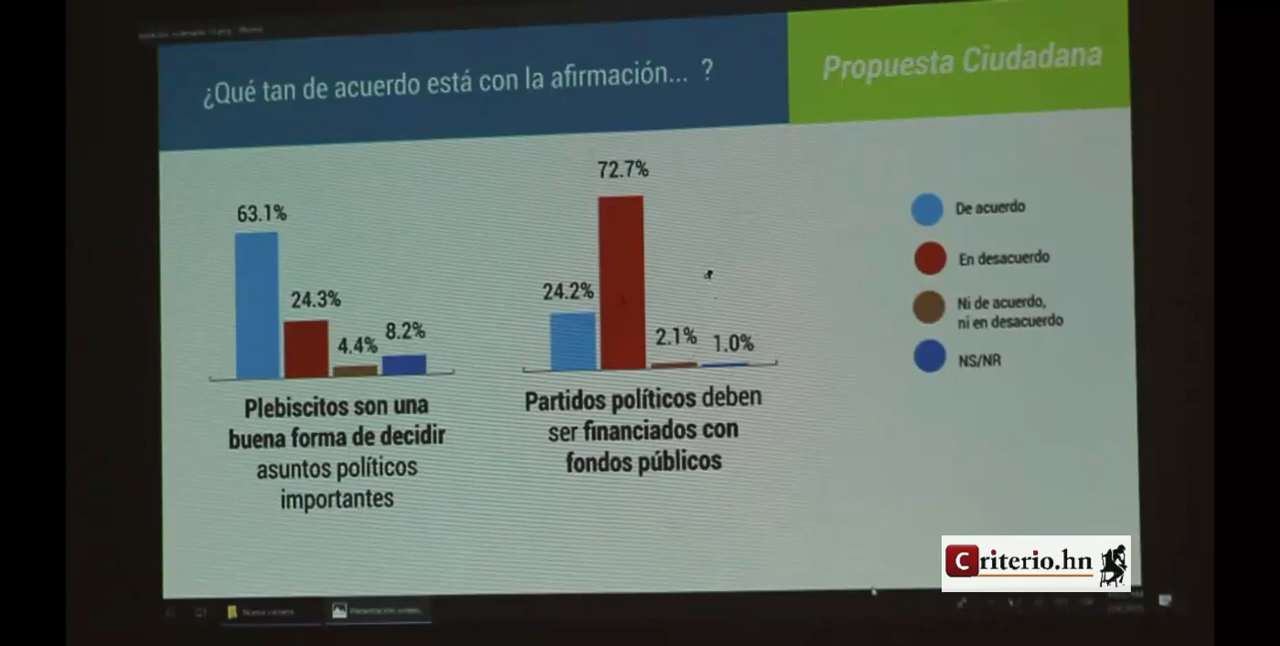 ¿Qué tan de acuerdo está con la afirmación... ?
Propuesta Ciudadana
63.1%
24.3%
4.4%
8.2%
Plebiscitos son una
buena forma de decidir
asuntos políticos
importantes
24.2%
72.7%
2.1%
1.0%
Partidos políticos deben
ser financiados con
fondos públicos
De acuerdo
En desacuerdo
Ni de acuerdo,
ni en desacuerdo
NS/NR
Criterio.hn